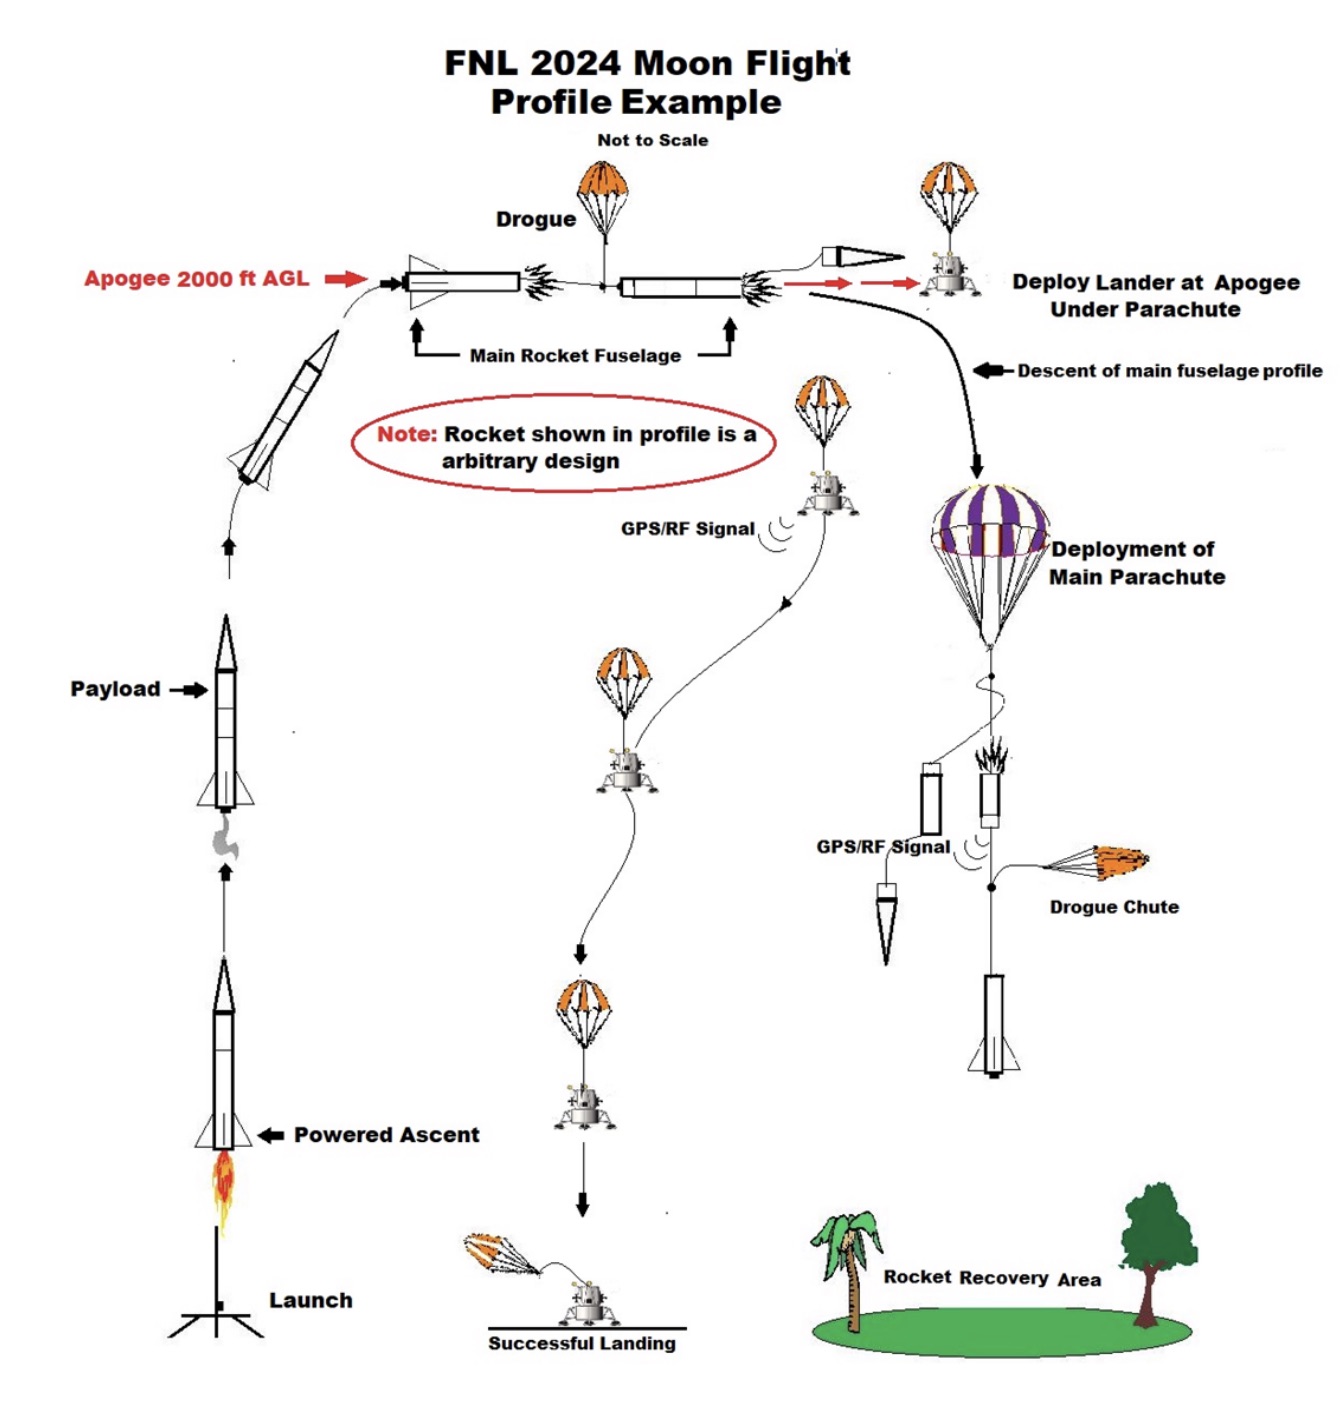 FNL 2024 Moon Flight
Profile Example
Not to Scale
Drogue
Apogee 2000 ft AGL
Deploy Lander at Apogee
Under Parachute
Main Rocket Fuselage
Descent of main fuselage profile
Note: Rocket shown in profile is a
arbitrary design
GPS/RF Signal
Deployment of
Main Parachute
Payload
GPS/RF Signal
Drogue Chute
Powered Ascent
Rocket Recovery Area
Launch
Successful Landing